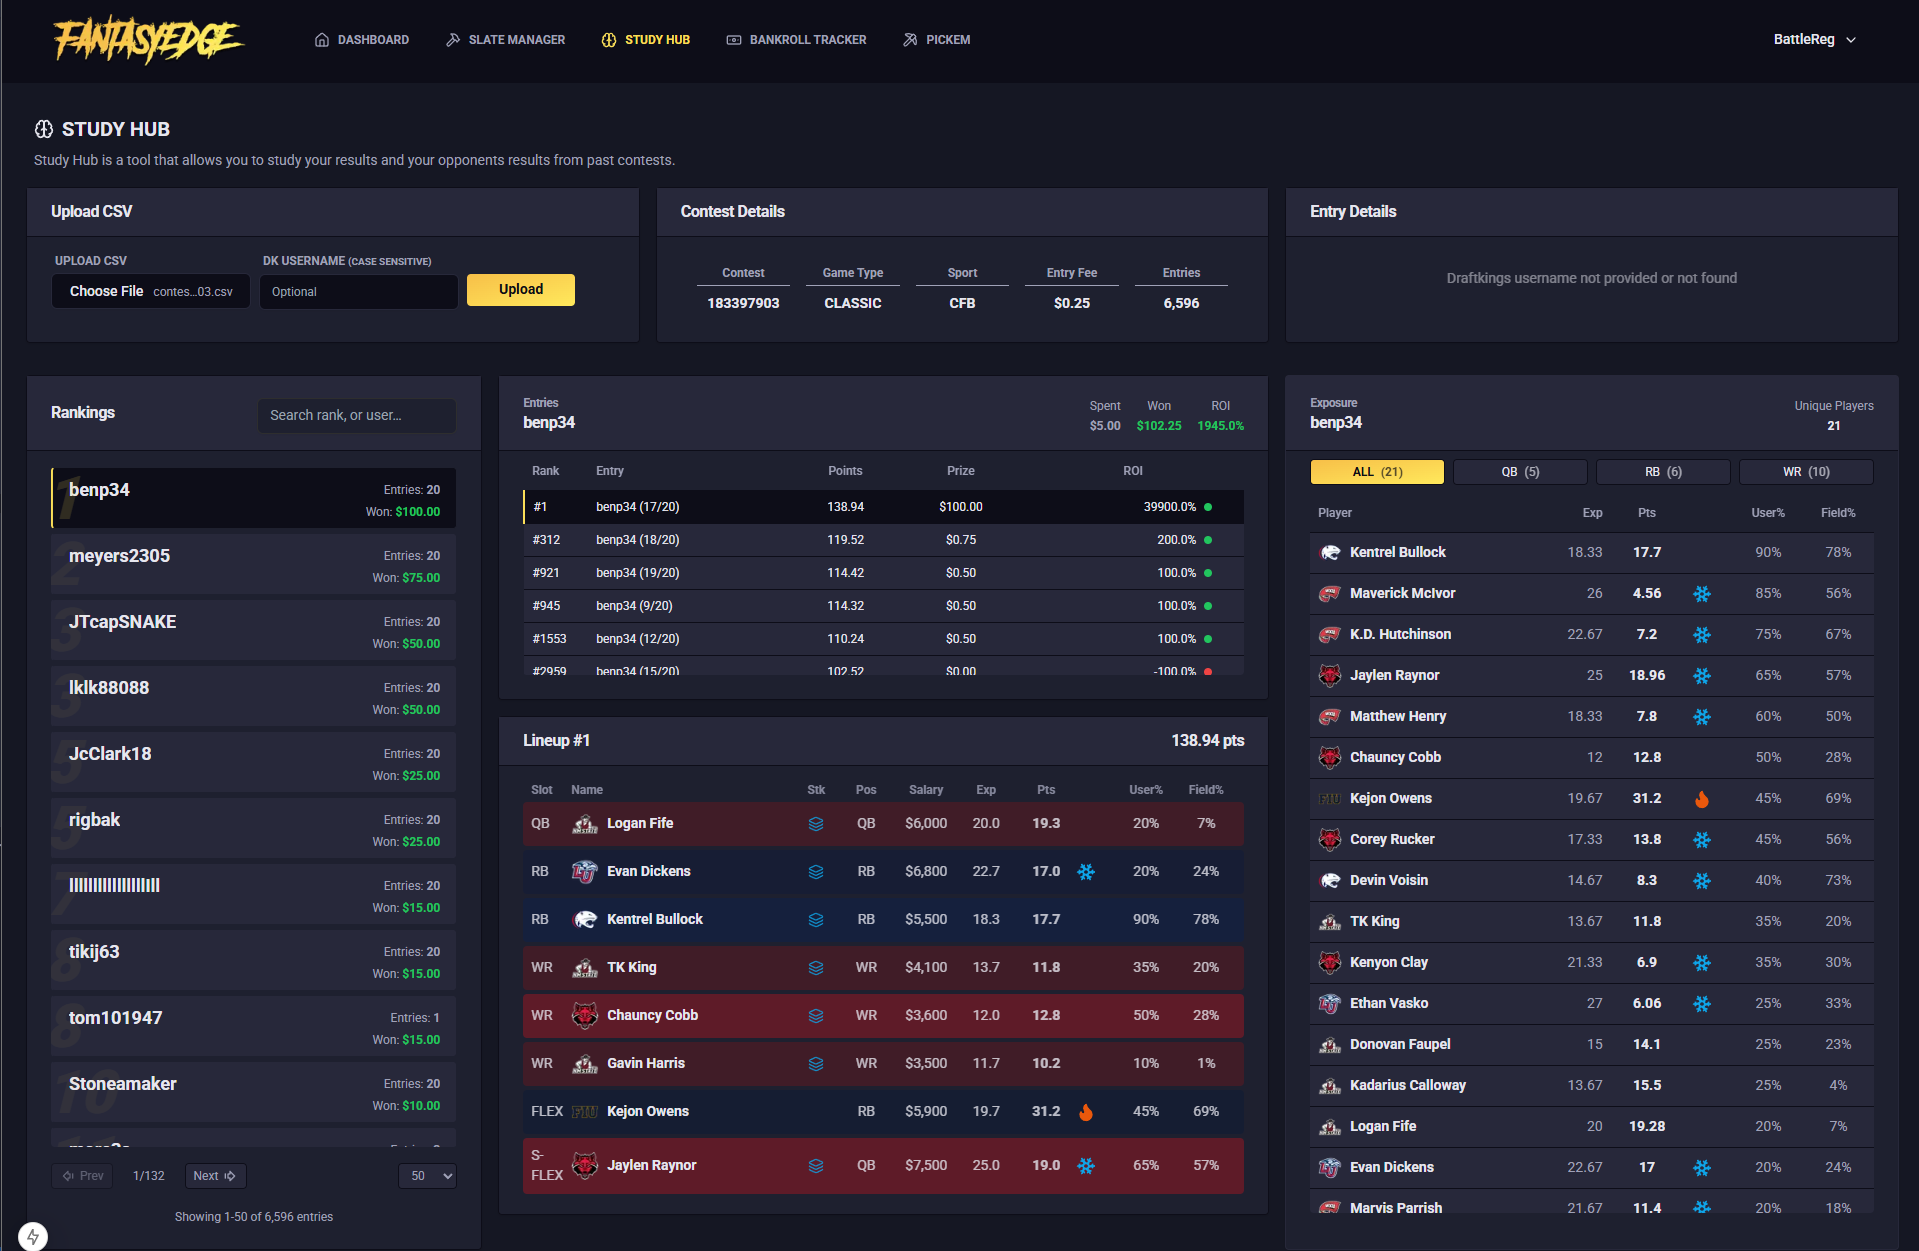 FANTASYEDGE
DASHBOARD
SLATE MANAGER
STUDY HUB
BANKROLL TRACKER
PICKEM
BattleReg
STUDY HUB
Study Hub is a tool that allows you to study your results and your opponents results from past contests.
Upload CSV
UPLOAD CSV
DK USERNAME (CASE SENSITIVE)
Choose File contes...03.csv
Optional
Upload
Contest Details
Contest Game Type Sport Entry Fee Entries
183397903 CLASSIC CFB $0.25 6,596
Entry Details
Draftkings username not provided or not found
Rankings
Search rank, or user...
1 benp34 Entries: 20
Won: $100.00
2 meyers2305 Entries: 20
Won: $75.00
3 JTcapSNAKE Entries: 20
Won: $50.00
3 lklk88088 Entries: 20
Won: $50.00
5 JcClark18 Entries: 20
Won: $25.00
5 rigbak Entries: 20
Won: $25.00
7 Entries: 20
Won: $15.00
8 tikij63 Entries: 20
Won: $15.00
8 tom101947 Entries: 1
Won: $15.00
10 Stoneamaker Entries: 20
Won: $10.00
Prev 1/132 Next 50
Showing 1-50 of 6,596 entries
Entries
benp34
Spent Won ROI
$5.00 $102.25 1945.0%
Rank Entry Points Prize ROI
#1 benp34 (17/20) 138.94 $100.00 39900.0%
#312 benp34 (18/20) 119.52 $0.75 200.0%
#921 benp34 (19/20) 114.42 $0.50 100.0%
#945 benp34 (9/20) 114.32 $0.50 100.0%
#1553 benp34 (12/20) 110.24 $0.50 100.0%
#2959 benp34 (15/20) 102.52 $0.00 -100.0%
Lineup #1 138.94 pts
Slot Name Stk Pos Salary Exp Pts User% Field%
QB Logan Fife QB $6,000 20.0 19.3 20% 7%
RB Evan Dickens RB $6,800 22.7 17.0 20% 24%
RB Kentrel Bullock RB $5,500 18.3 17.7 90% 78%
WR TK King WR $4,100 13.7 11.8 35% 20%
WR Chauncy Cobb WR $3,600 12.0 12.8 50% 28%
WR Gavin Harris WR $3,500 11.7 10.2 10% 1%
FLEX FIU Kejon Owens RB $5,900 19.7 31.2 45% 69%
S-FLEX Jaylen Raynor QB $7,500 25.0 19.0 65% 57%
Exposure
benp34
Unique Players
21
ALL (21) QB (5) RB (6) WR (10)
Player Exp Pts User% Field%
Kentrel Bullock 18.33 17.7 90% 78%
Maverick McIvor 26 4.56 85% 56%
K.D. Hutchinson 22.67 7.2 75% 67%
Jaylen Raynor 25 18.96 65% 57%
Matthew Henry 18.33 7.8 60% 50%
Chauncy Cobb 12 12.8 50% 28%
FIU Kejon Owens 19.67 31.2 45% 69%
Corey Rucker 17.33 13.8 45% 56%
Devin Voisin 14.67 8.3 40% 73%
TK King 13.67 11.8 35% 20%
Kenyon Clay 21.33 6.9 35% 30%
Ethan Vasko 27 6.06 25% 33%
Donovan Faupel 15 14.1 25% 23%
Kadarius Calloway 13.67 15.5 25% 4%
Logan Fife 20 19.28 20% 7%
Evan Dickens 22.67 17 20% 24%
Marvis Parrish 21.67 11.4 20% 18%